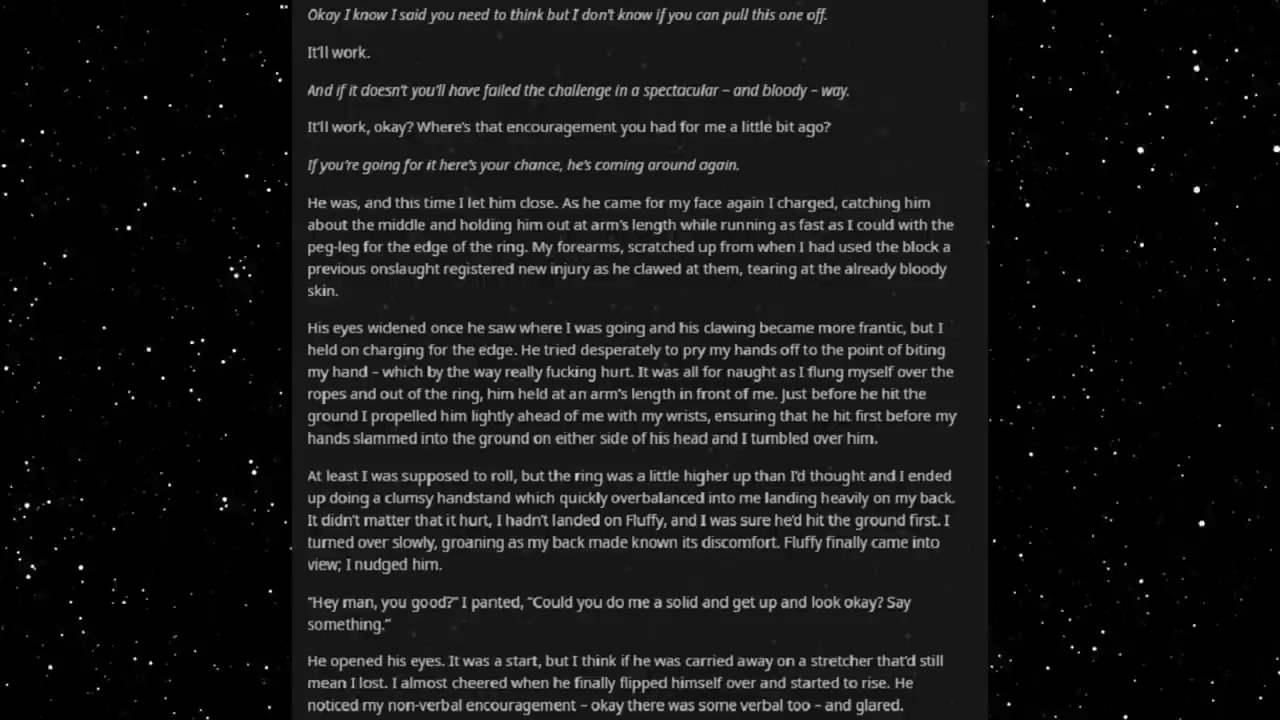 Okay I know I said you need to think but I don't know if you can pull this one off.
It'll work.
And if it doesn't you'll have failed the challenge in a spectacular – and bloody – way.
It'll work, okay? Where's that encouragement you had for me a little bit ago?
If you're going for it here's your chance, he's coming around again.
He was, and this time I let him close. As he came for my face again I charged, catching him
about the middle and holding him out at arm's length while running as fast as I could with the
peg-leg for the edge of the ring. My forearms, scratched up from when I had used the block a
previous onslaught registered new injury as he clawed at them, tearing at the already bloody
skin.
His eyes widened once he saw where I was going and his clawing became more frantic, but I
held on charging for the edge. He tried desperately to pry my hands off to the point of biting
my hand – which by the way really fucking hurt. It was all for naught as I flung myself over the
ropes and out of the ring, him held at an arm's length in front of me. Just before he hit the
ground I propelled him lightly ahead of me with my wrists, ensuring that he hit first before my
hands slammed into the ground on either side of his head and I tumbled over him.
At least I was supposed to roll, but the ring was a little higher up than I'd thought and I ended
up doing a clumsy handstand which quickly overbalanced into me landing heavily on my back.
It didn't matter that it hurt, I hadn't landed on Fluffy, and I was sure he'd hit the ground first. I
turned over slowly, groaning as my back made known its discomfort. Fluffy finally came into
view; I nudged him.
"Hey man, you good?" I panted, "Could you do me a solid and get up and look okay? Say
something."
He opened his eyes. It was a start, but I think if he was carried away on a stretcher that'd still
mean I lost. I almost cheered when he finally flipped himself over and started to rise. He
noticed my non-verbal encouragement – okay there was some verbal too – and glared.